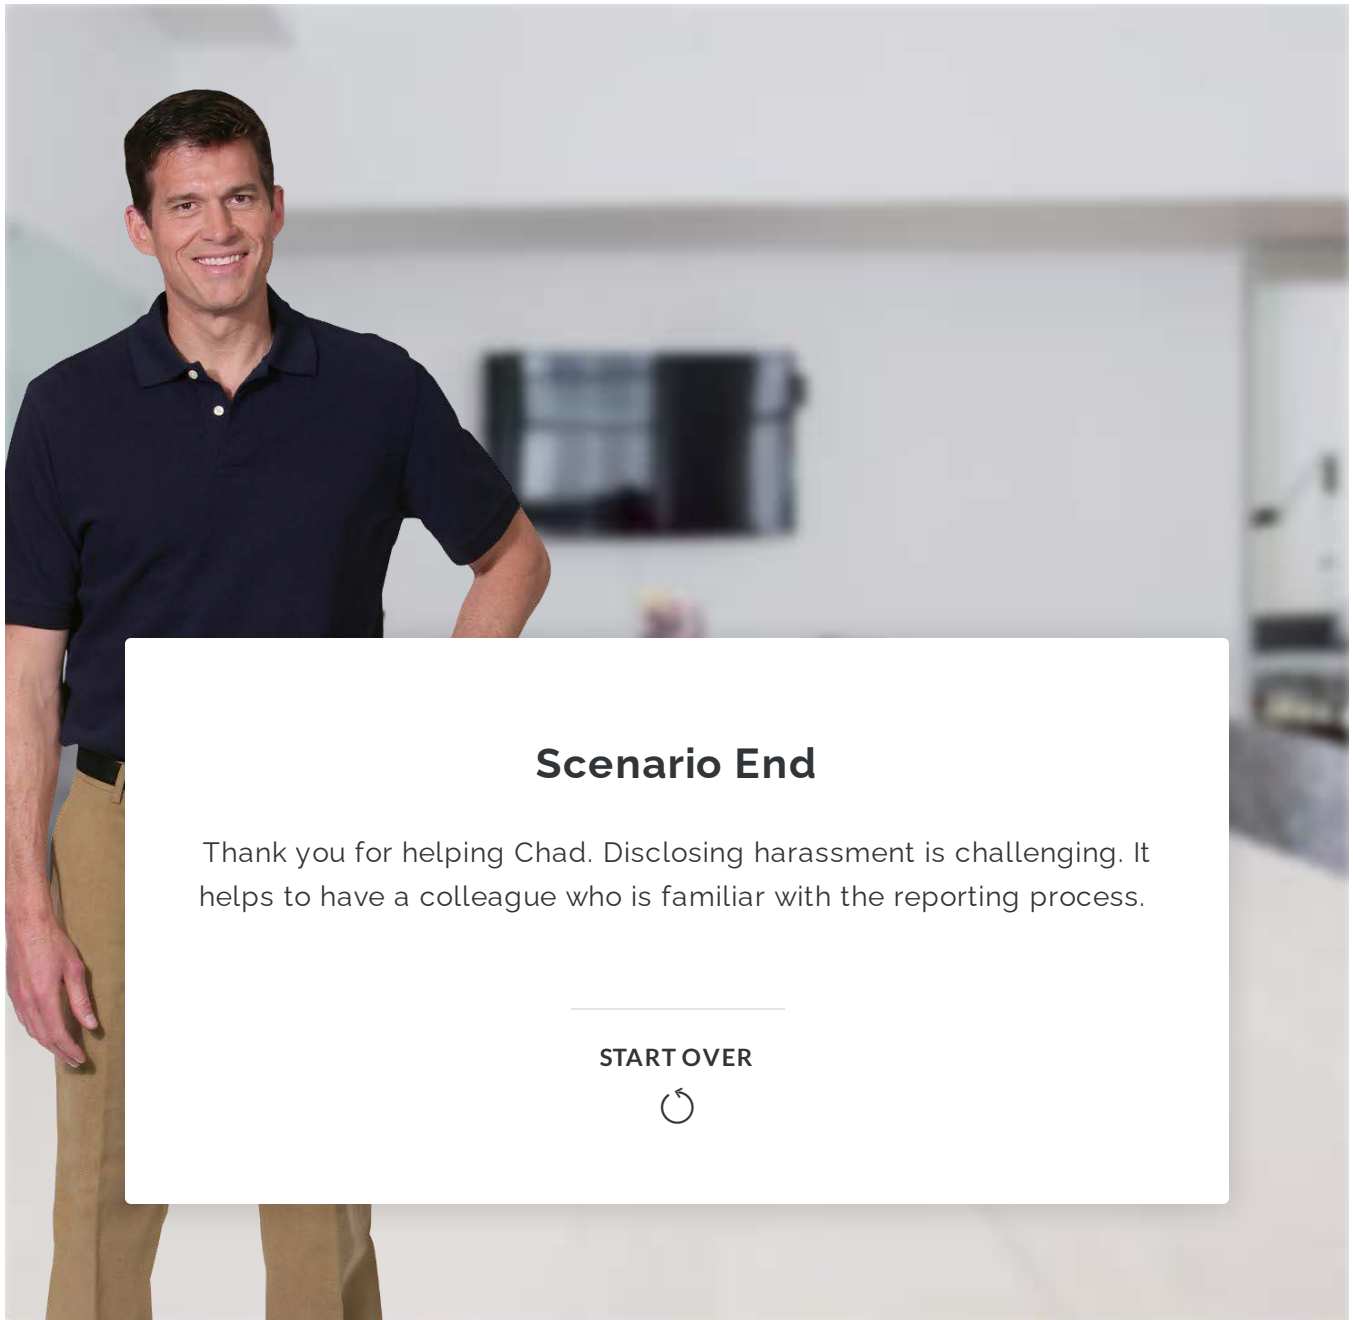 Scenario End
Thank you for helping Chad. Disclosing harassment is challenging. It
helps to have a colleague who is familiar with the reporting process.
START OVER